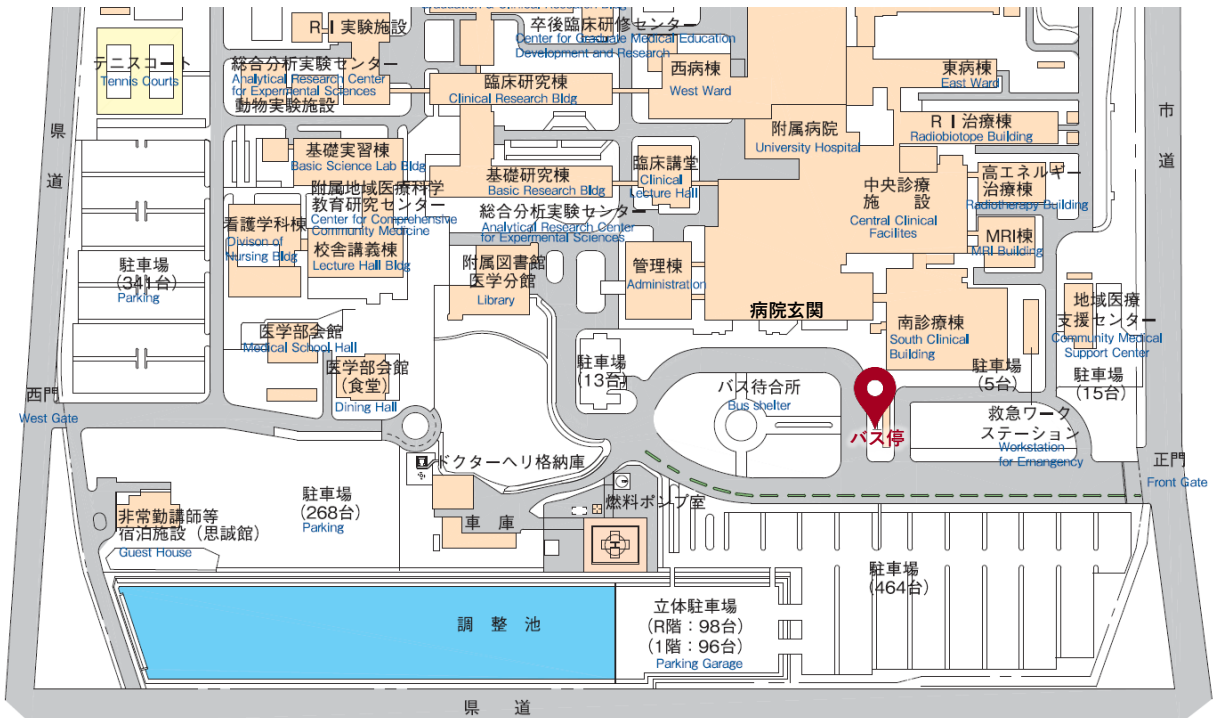 RI実験施設
卒後臨床研修センター
Center for Graduate Medical Education
Development and Research
テニスコート
Tennis Courts
総合分析実験センター
Analytical Research Center
for Expermental Sciences
動物実験施設
臨床研究棟
Clinical Research Bldg
西病棟
West Ward
東病棟
East Ward
県道
市道
附属病院
University Hospital
RI治療棟
Radiobiotope Building
基礎実習棟
Basic Science Lab Bldg
基礎研究棟
Basic Research Bldg
臨床講堂
Clinical
Lecture Hall
中央診療
施設
Central Clinical
Facilites
高エネルギー
治療棟
Radiotherapy Building
附属地域医療科学
教育研究センター
Center for Comprehensive
Community Medicine
総合分析実験センター
Analytical Research Center
for Expermental Sciences
看護学科棟
Divison of
Nursing Bldg
校舎講義棟
Lecture Hall Bldg
MRI棟
MRI Building
駐車場
(341台)
Parking
附属図書館
医学分館
Library
管理棟
Administration
病院玄関
南診療棟
South Clinical
Building
地域医療
支援センター
Community Medical
Support Center
医学部会館
Medical School Hall
医学部会館
(食堂)
Dining Hall
駐車場
(13台)
バス待合所
Bus shelter
駐車場
(5台)
駐車場
(15台)
西門
West Gate
バス停
救急ワーク
ステーション
Workstation
for Emangency
正門
Front Gate
ドクターヘリ格納庫
駐車場
(268台)
Parking
燃料ポンプ室
車庫
H
非常勤講師等
宿泊施設(思誠館)
Guest House
駐車場
(464台)
調整池
立体駐車場
(R階:98台)
(1階:96台)
Parking Garage
県道